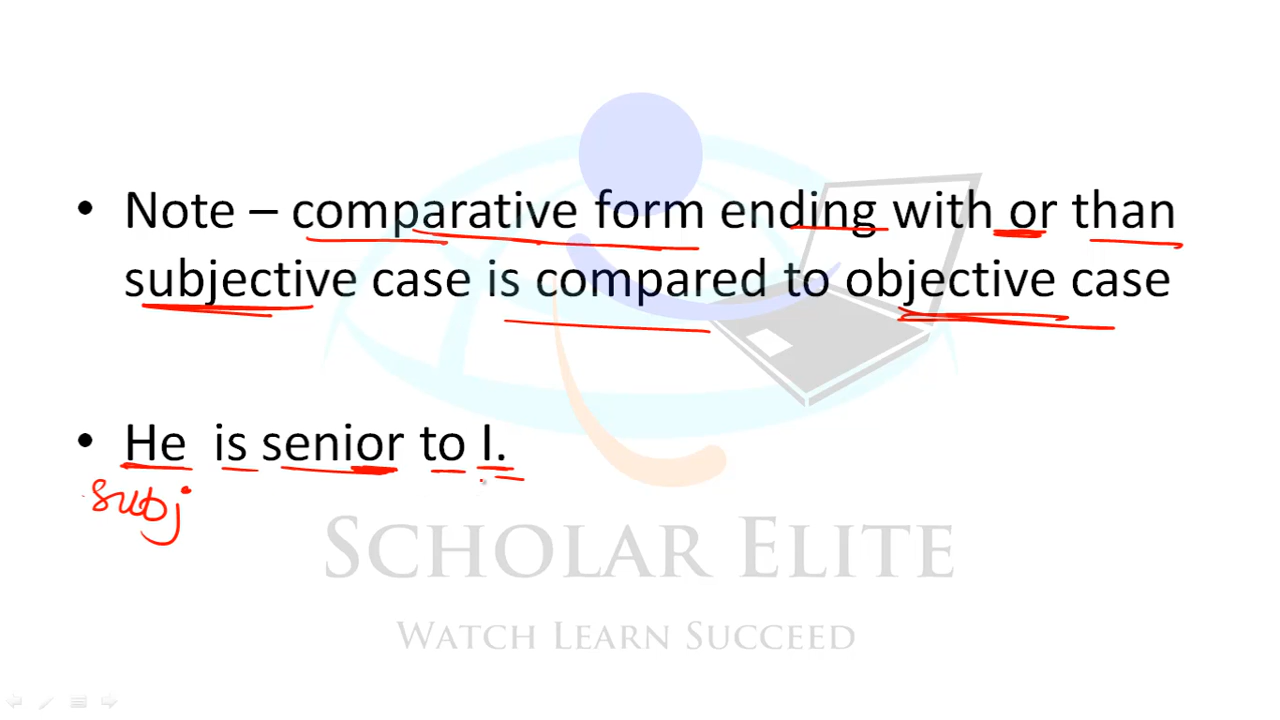 • Note – comparative form ending with or than
subjective case is compared to objective case
• He is senior to I.
subj
SCHOLAR ELITE
WATCH LEARN SUCCEED